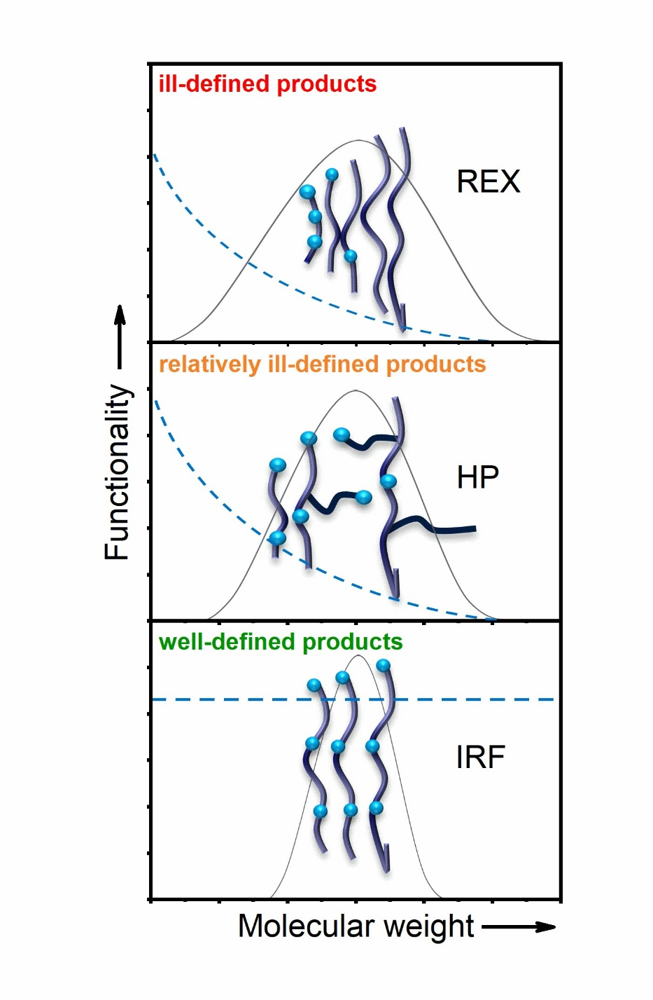 ill-defined products
REX
relatively ill-defined products
HP
well-defined products
IRF
Functionality
Molecular weight